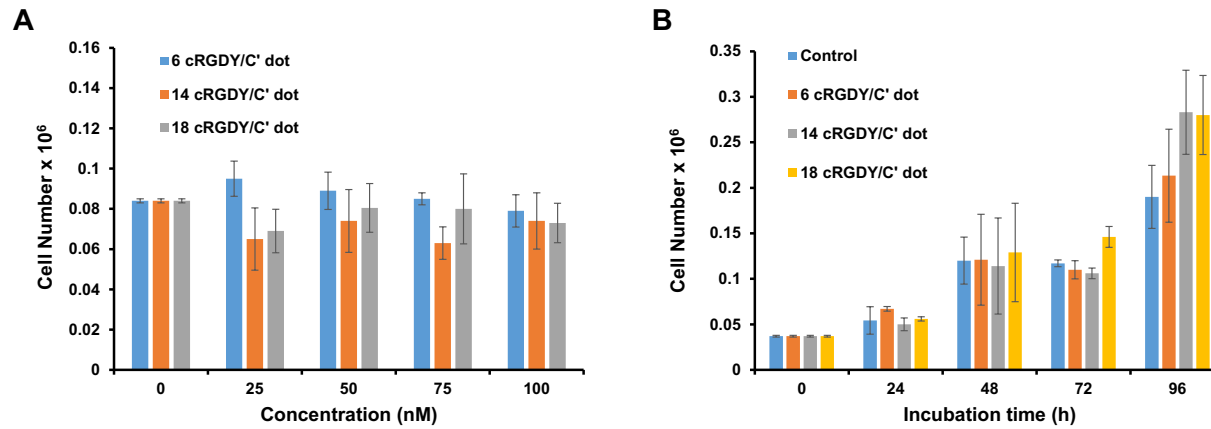 A
Cell Number x 10⁶
0.16
0.14
0.12
0.1
0.08
0.06
0.04
0.02
0
6 cRGDY/C' dot
14 cRGDY/C' dot
18 cRGDY/C' dot
0 25 50 75 100
Concentration (nM)
B
Cell Number x 10⁶
0.35
0.3
0.25
0.2
0.15
0.1
0.05
0
Control
6 cRGDY/C' dot
14 cRGDY/C' dot
18 cRGDY/C' dot
0 24 48 72 96
Incubation time (h)